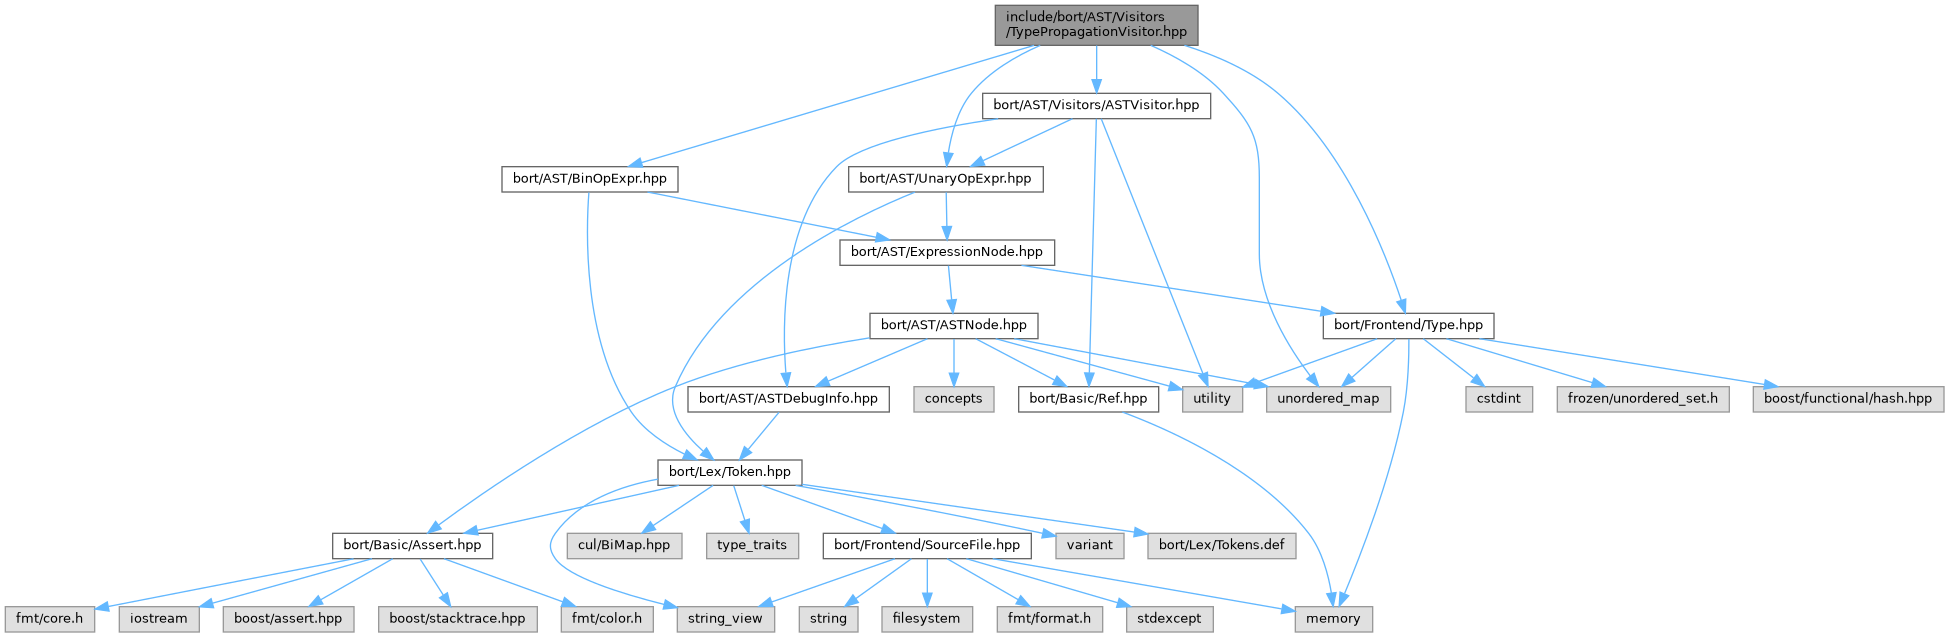 include/bort/AST/Visitors
/TypePropagationVisitor.hpp
bort/AST/Visitors/ASTVisitor.hpp
bort/AST/BinOpExpr.hpp
bort/AST/UnaryOpExpr.hpp
bort/AST/ExpressionNode.hpp
bort/AST/ASTNode.hpp
bort/Frontend/Type.hpp
bort/AST/ASTDebugInfo.hpp
concepts
bort/Basic/Ref.hpp
utility
unordered_map
cstdint
frozen/unordered_set.h
boost/functional/hash.hpp
bort/Lex/Token.hpp
bort/Basic/Assert.hpp
cul/BiMap.hpp
type_traits
bort/Frontend/SourceFile.hpp
variant
bort/Lex/Tokens.def
fmt/core.h
iostream
boost/assert.hpp
boost/stacktrace.hpp
fmt/color.h
string_view
string
filesystem
fmt/format.h
stdexcept
memory